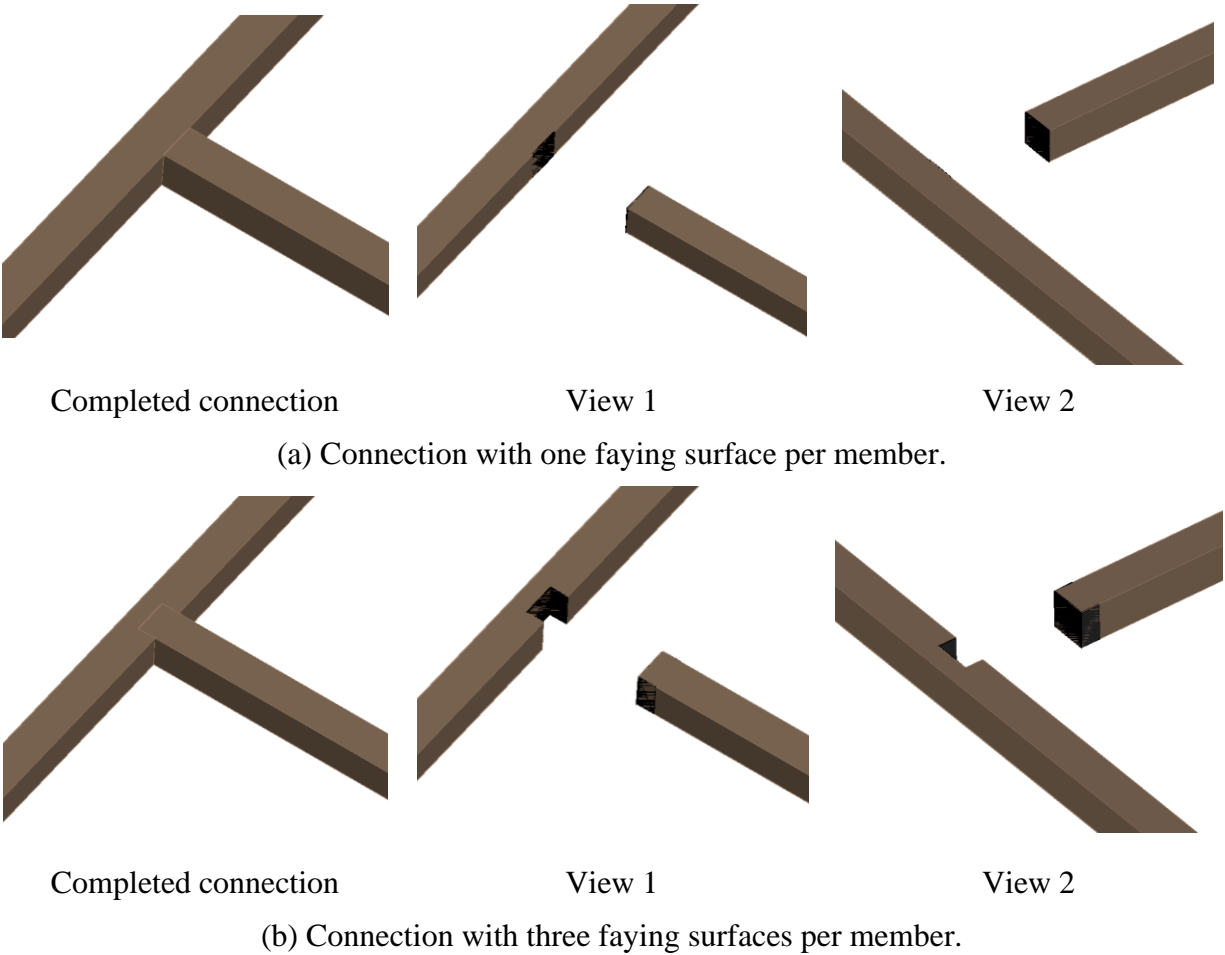 Completed connection View 1 View 2
(a) Connection with one faying surface per member.
Completed connection View 1 View 2
(b) Connection with three faying surfaces per member.